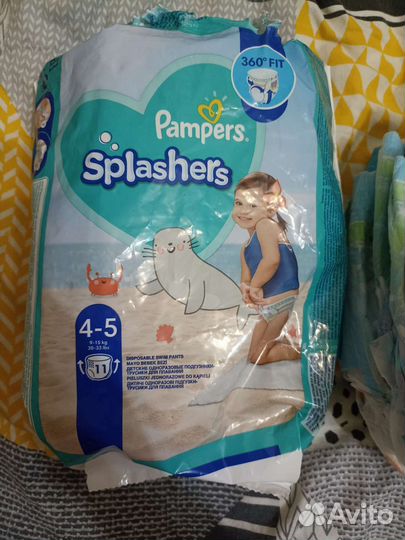 360° FIT
Pampers
Splashers
4-5
9-15 kg
20-33 lbs
11
DISPOSABLE SWIM PANTS
MAYO BEBEK BEZİ
ДЕТСКИЕ ОДНОРАЗОВЫЕ ПОДГУЗНИКИ-
ТРУСИКИ ДЛЯ ПЛАВАНИЯ
PIELUSZKI JEDNORAZOWE DO KĄPIELI
ДИТЯЧІ ОДНОРАЗОВІ ПІДГУЗКИ-
ТРУСИКИ ДЛЯ ПЛАВАННЯ
Avito